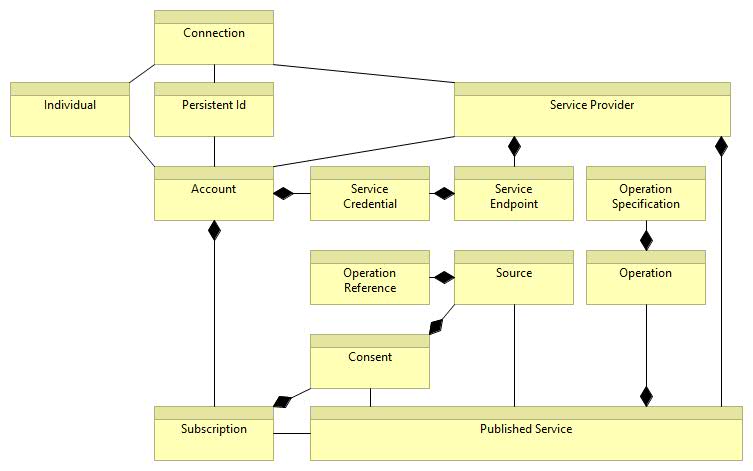 Connection
Individual
Persistent Id
Service Provider
Account
Service
Credential
Service
Endpoint
Operation
Specification
Operation
Reference
Source
Operation
Consent
Subscription
Published Service